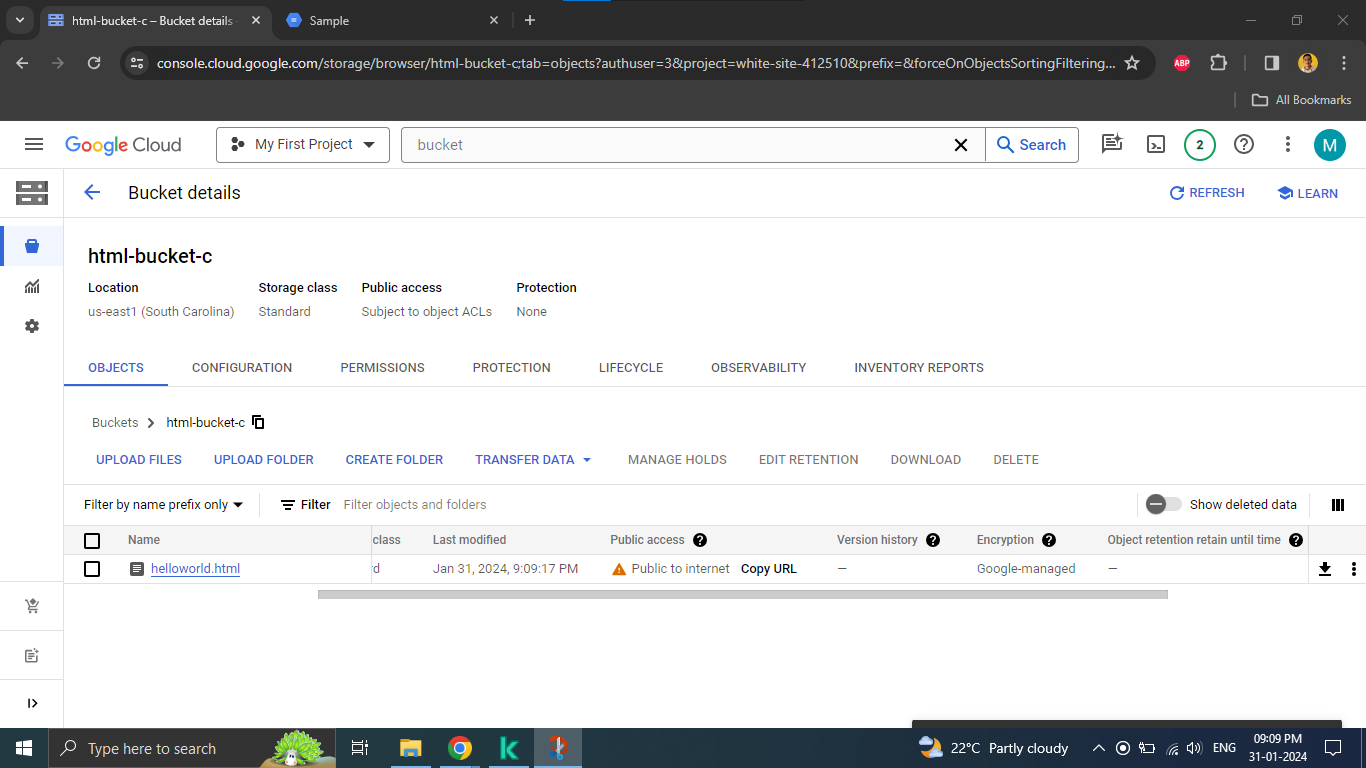 html-bucket-c – Bucket details
Sample
console.cloud.google.com/storage/browser/html-bucket-c;tab=objects?authuser=3&project=white-site-412510&prefix=&forceOnObjectsSortingFiltering...
ABP
All Bookmarks
Google Cloud
My First Project
bucket
Search
2
M
Bucket details
REFRESH
LEARN
html-bucket-c
Location Storage class Public access Protection
us-east1 (South Carolina) Standard Subject to object ACLs None
OBJECTS CONFIGURATION PERMISSIONS PROTECTION LIFECYCLE OBSERVABILITY INVENTORY REPORTS
Buckets > html-bucket-c
UPLOAD FILES UPLOAD FOLDER CREATE FOLDER TRANSFER DATA MANAGE HOLDS EDIT RETENTION DOWNLOAD DELETE
Filter by name prefix only Filter Filter objects and folders Show deleted data
Name class Last modified Public access Version history Encryption Object retention retain until time
helloworld.html d Jan 31, 2024, 9:09:17 PM Public to internet Copy URL — Google-managed —
Type here to search
22°C Partly cloudy
ENG
09:09 PM
31-01-2024